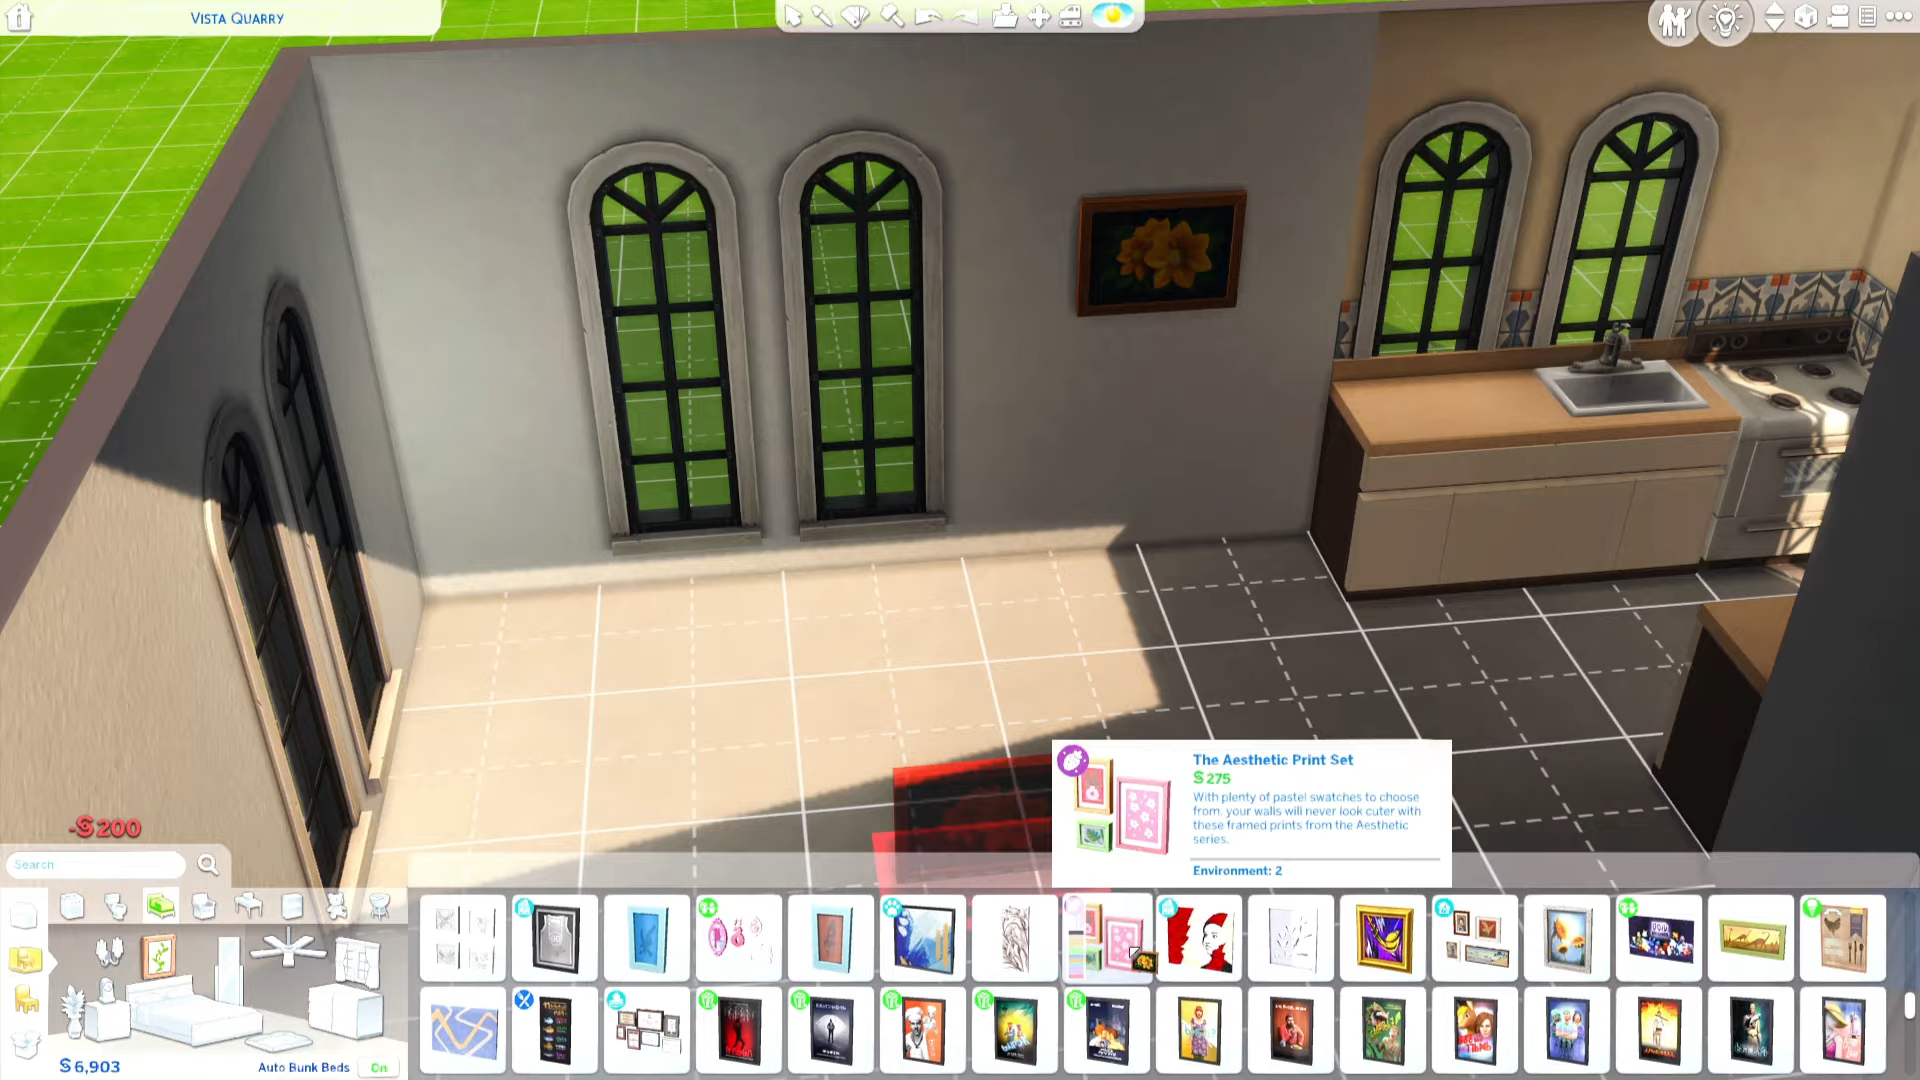 Vista Quarry
The Aesthetic Print Set
§275
With plenty of pastel swatches to choose
from, your walls will never look cuter with
these framed prints from the Aesthetic
series.
Environment: 2
-§200
Search
§6,903
Auto Bunk Beds
On